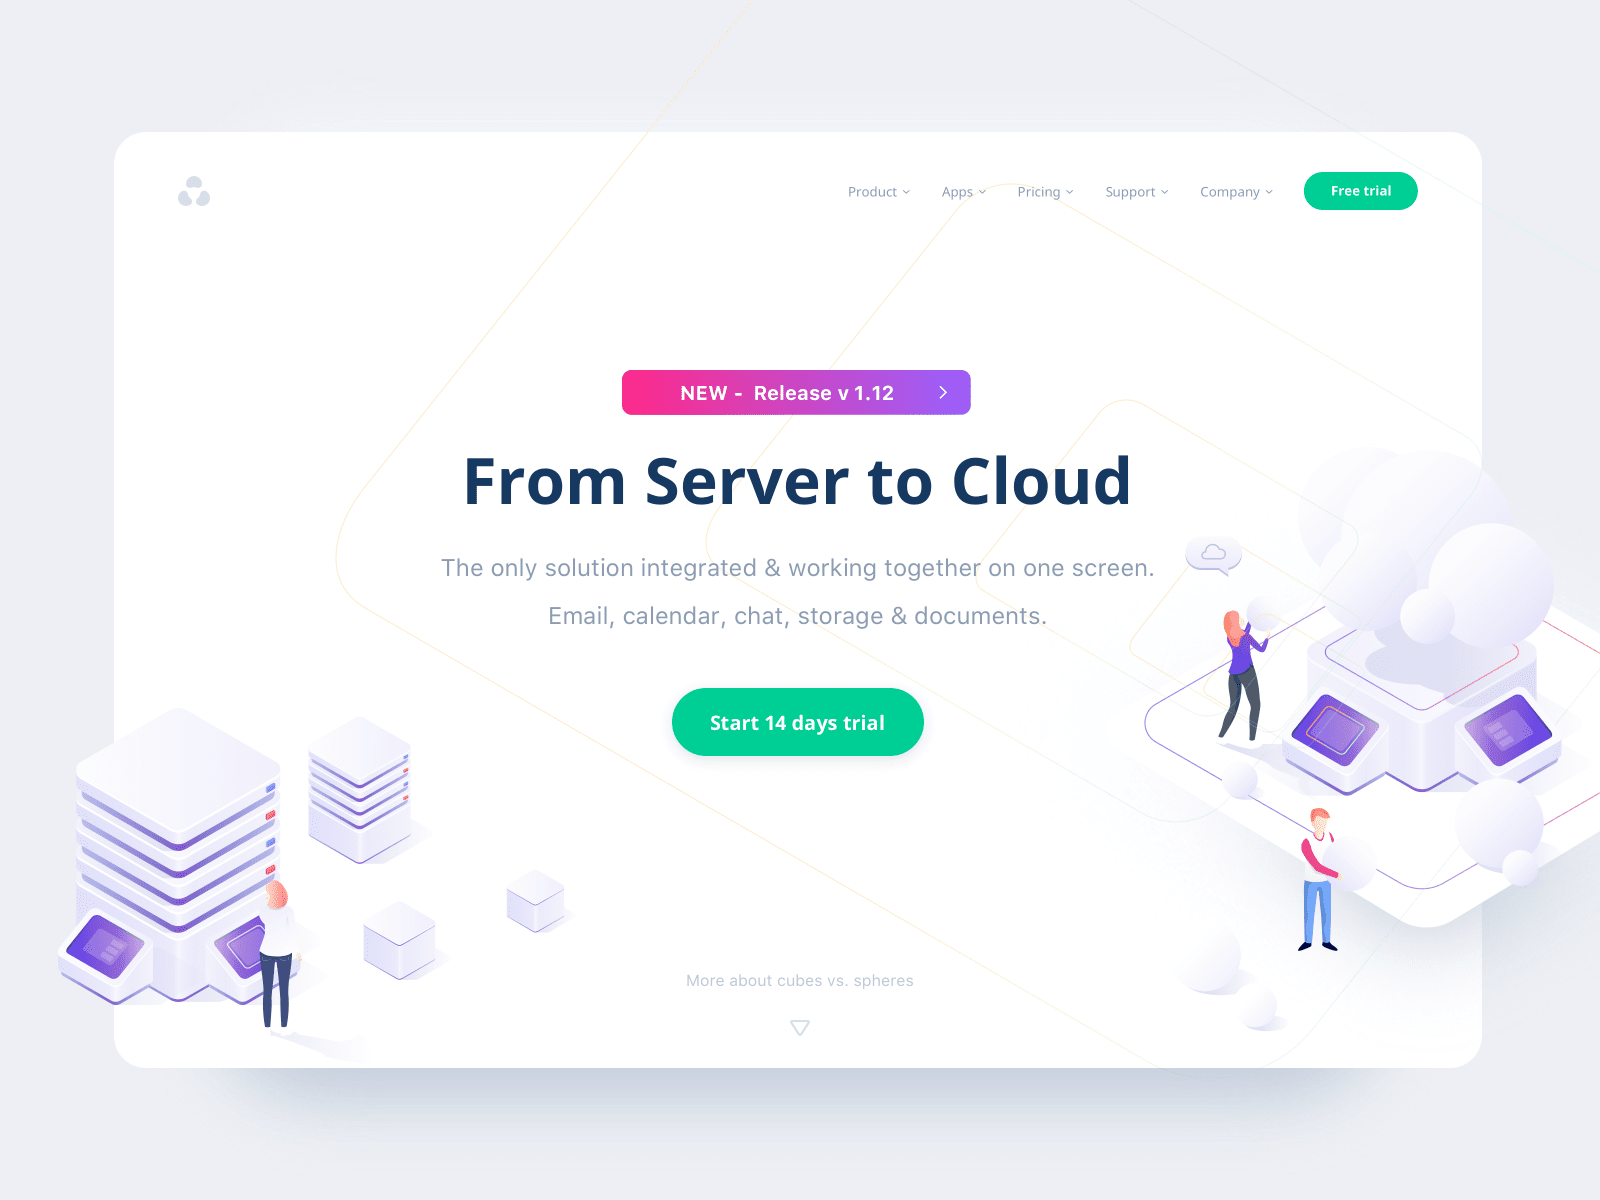 Product
Apps
Pricing
Support
Company
Free trial
NEW - Release v 1.12
From Server to Cloud
The only solution integrated & working together on one screen.
Email, calendar, chat, storage & documents.
Start 14 days trial
More about cubes vs. spheres